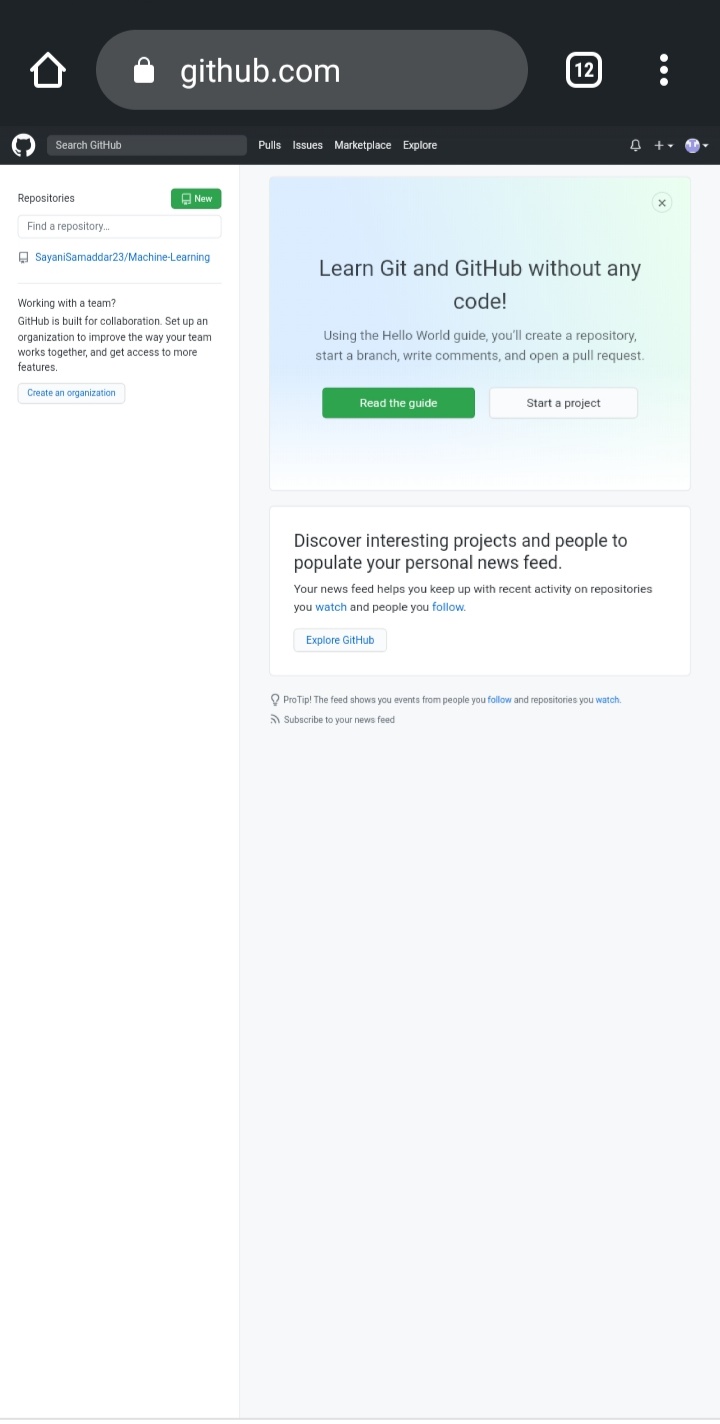 github.com
12
Search GitHub
Pulls Issues Marketplace Explore
Repositories
New
Find a repository...
SayaniSamaddar23/Machine-Learning
Working with a team?
GitHub is built for collaboration. Set up an
organization to improve the way your team
works together, and get access to more
features.
Create an organization
Learn Git and GitHub without any
code!
Using the Hello World guide, you'll create a repository,
start a branch, write comments, and open a pull request.
Read the guide
Start a project
Discover interesting projects and people to
populate your personal news feed.
Your news feed helps you keep up with recent activity on repositories
you watch and people you follow.
Explore GitHub
ProTip! The feed shows you events from people you follow and repositories you watch.
Subscribe to your news feed